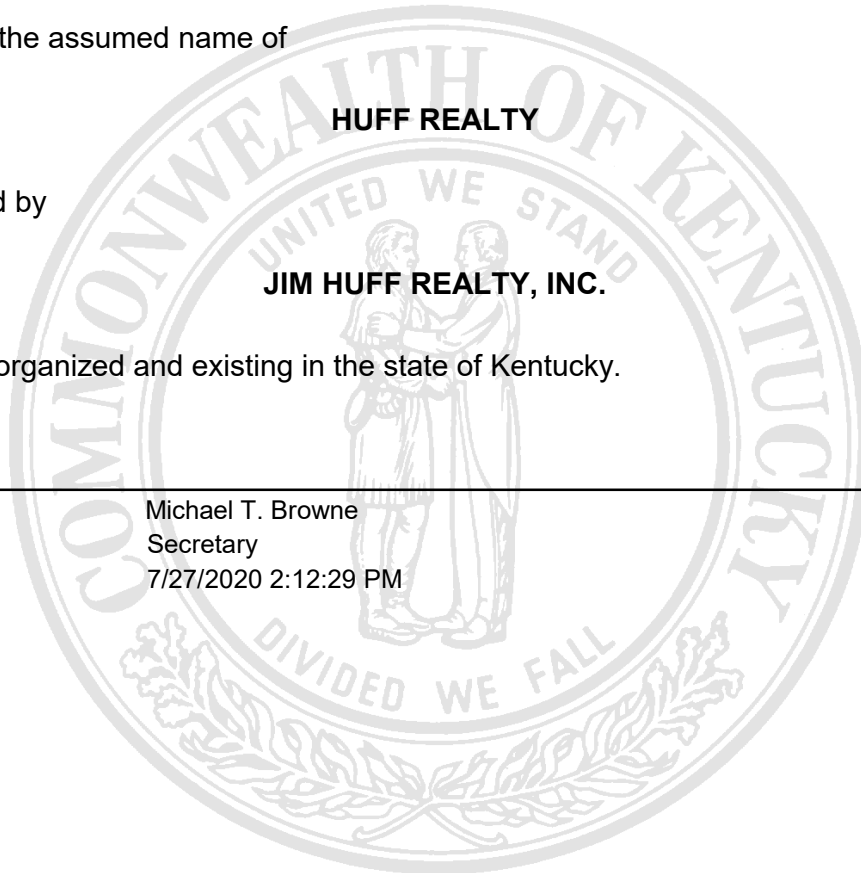 the assumed name of
HUFF REALTY
d by
JIM HUFF REALTY, INC.
organized and existing in the state of Kentucky.
Michael T. Browne
Secretary
7/27/2020 2:12:29 PM
COMMONWEALTH OF KENTUCKY
UNITED WE STAND
DIVIDED WE FALL